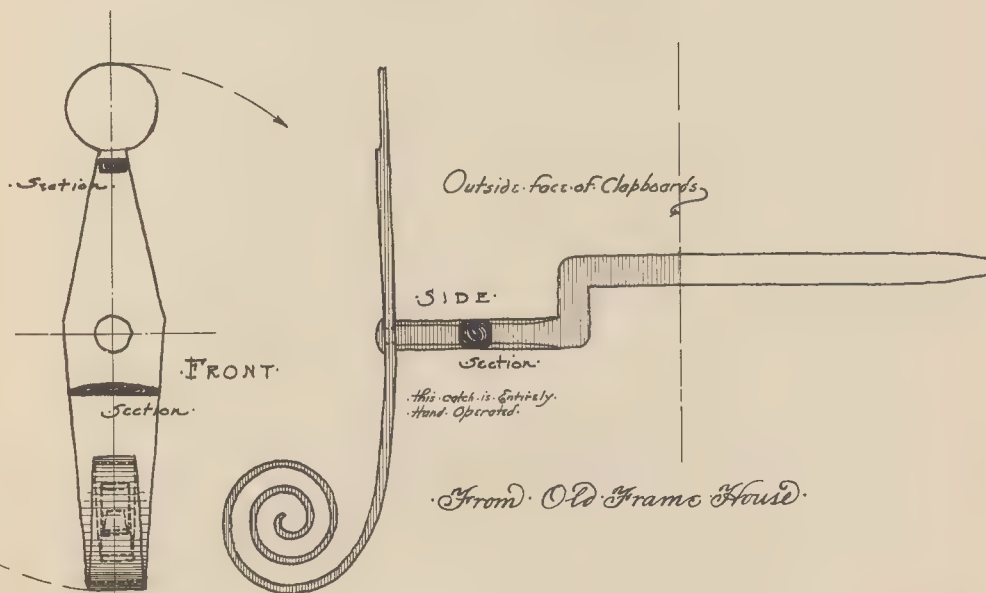 ·Section·
Outside·face·of·Clapboards
·SIDE·
·FRONT·
Section·
Section·
·this·catch·is·Entirely·
·Hand·Operated·
·From·Old·Frame·House·